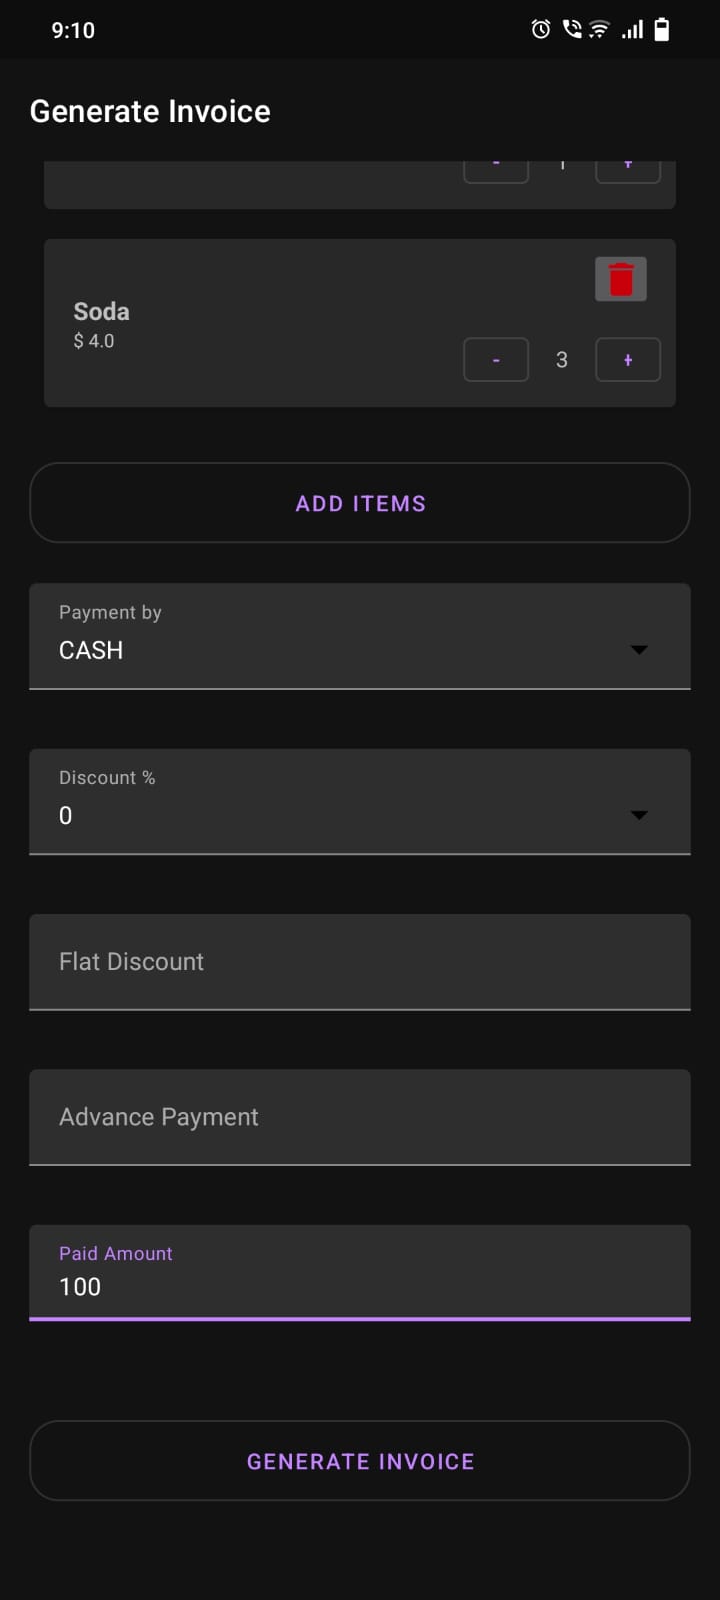 9:10
Generate Invoice
- +
Soda
$ 4.0
- 3 +
ADD ITEMS
Payment by
CASH
Discount %
0
Flat Discount
Advance Payment
Paid Amount
100
GENERATE INVOICE